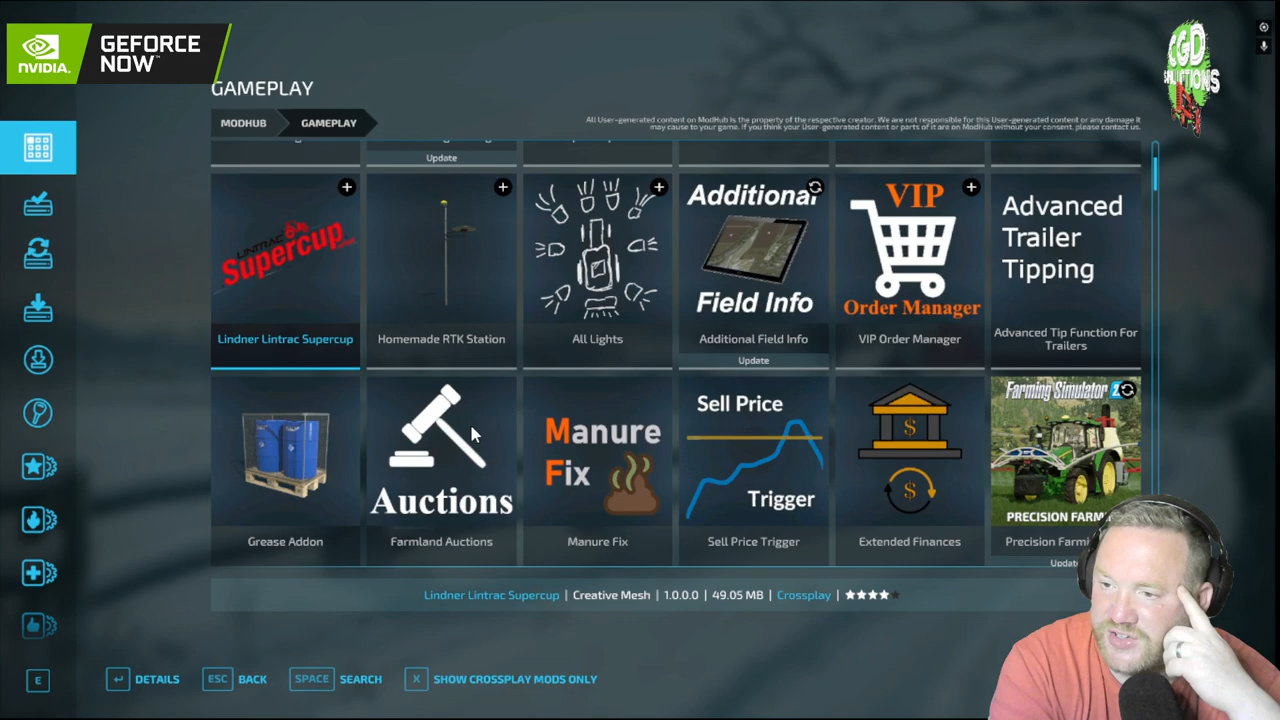 NVIDIA.
GEFORCE
NOW
CGD
GAMEPLAY
MODHUB
GAMEPLAY
All User-generated content on ModHub is the property of the respective creator. We are not responsible for this User-generated content or any damage it
may cause to your game. If you think your User-generated content or parts of it are on ModHub without your consent, please contact us.
Update
Supercup
Lindner Lintrac Supercup
Homemade RTK Station
All Lights
Additional
Field Info
Additional Field Info
Update
VIP
Order Manager
VIP Order Manager
Advanced
Trailer
Tipping
Advanced Tip Function For
Trailers
Grease Addon
Auctions
Farmland Auctions
Manure
Fix
Manure Fix
Sell Price
Trigger
Sell Price Trigger
$
$
Extended Finances
Farming Simulator
PRECISION
Precision
Lindner Lintrac Supercup | Creative Mesh | 1.0.0.0 | 49.05 MB | Crossplay |
E
DETAILS
ESC BACK
SPACE SEARCH
X SHOW CROSSPLAY MODS ONLY